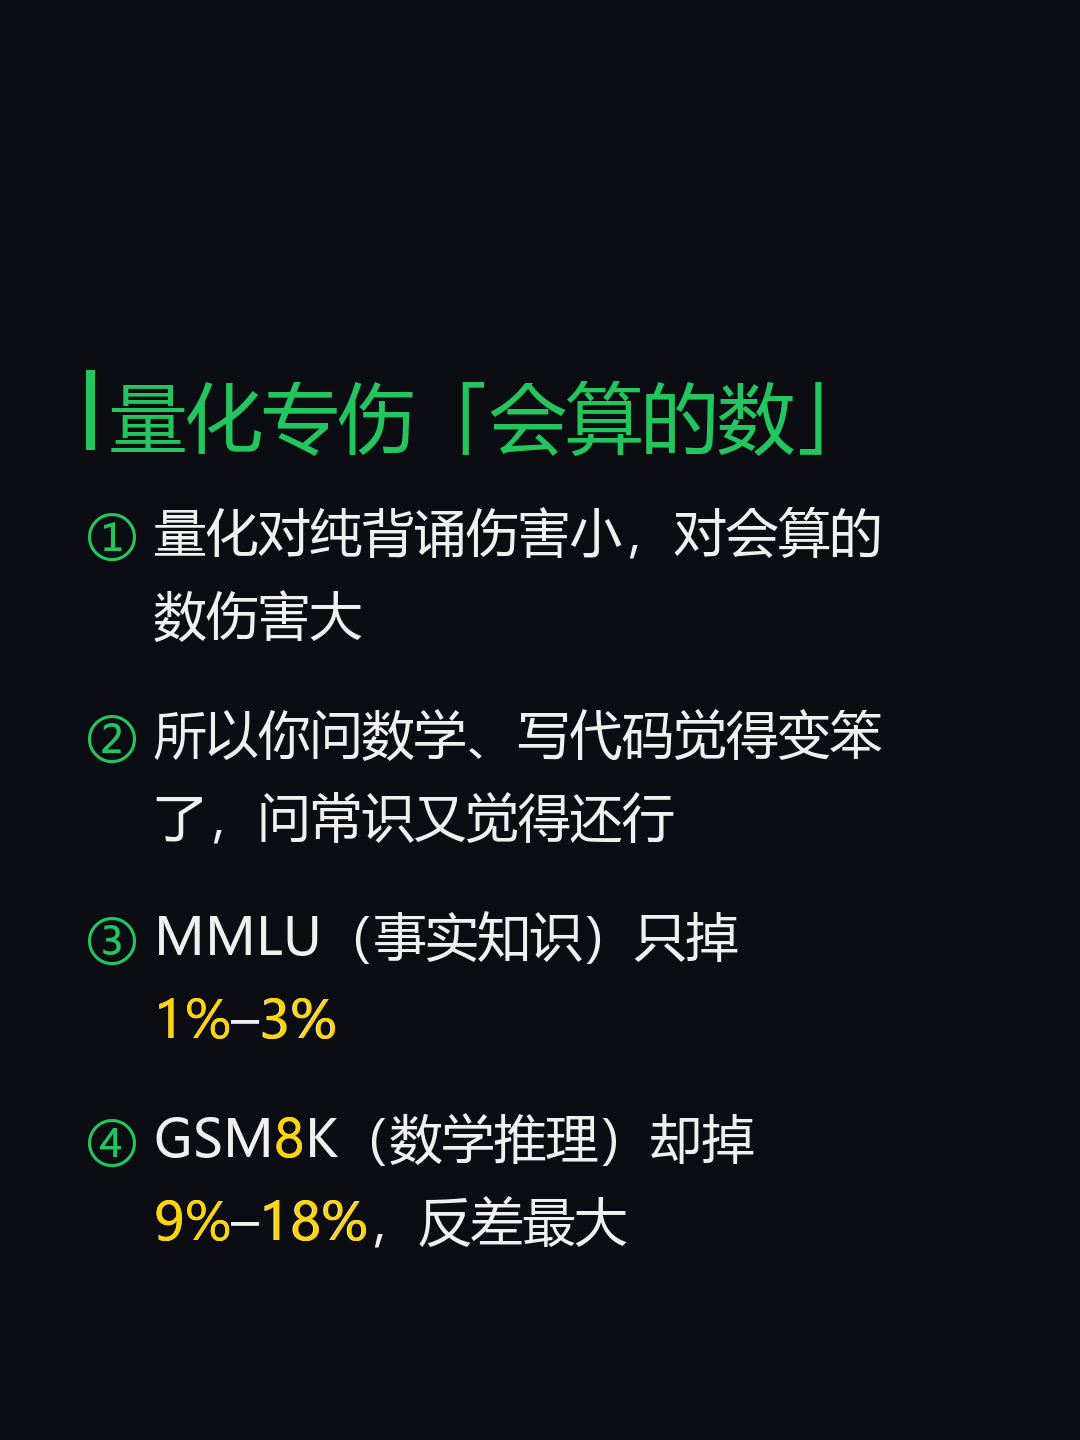 量化专伤「会算的数」
① 量化对纯背诵伤害小，对会算的
数伤害大
② 所以你问数学、写代码觉得变笨
了，问常识又觉得还行
③ MMLU（事实知识）只掉
1%–3%
④ GSM8K（数学推理）却掉
9%–18%，反差最大